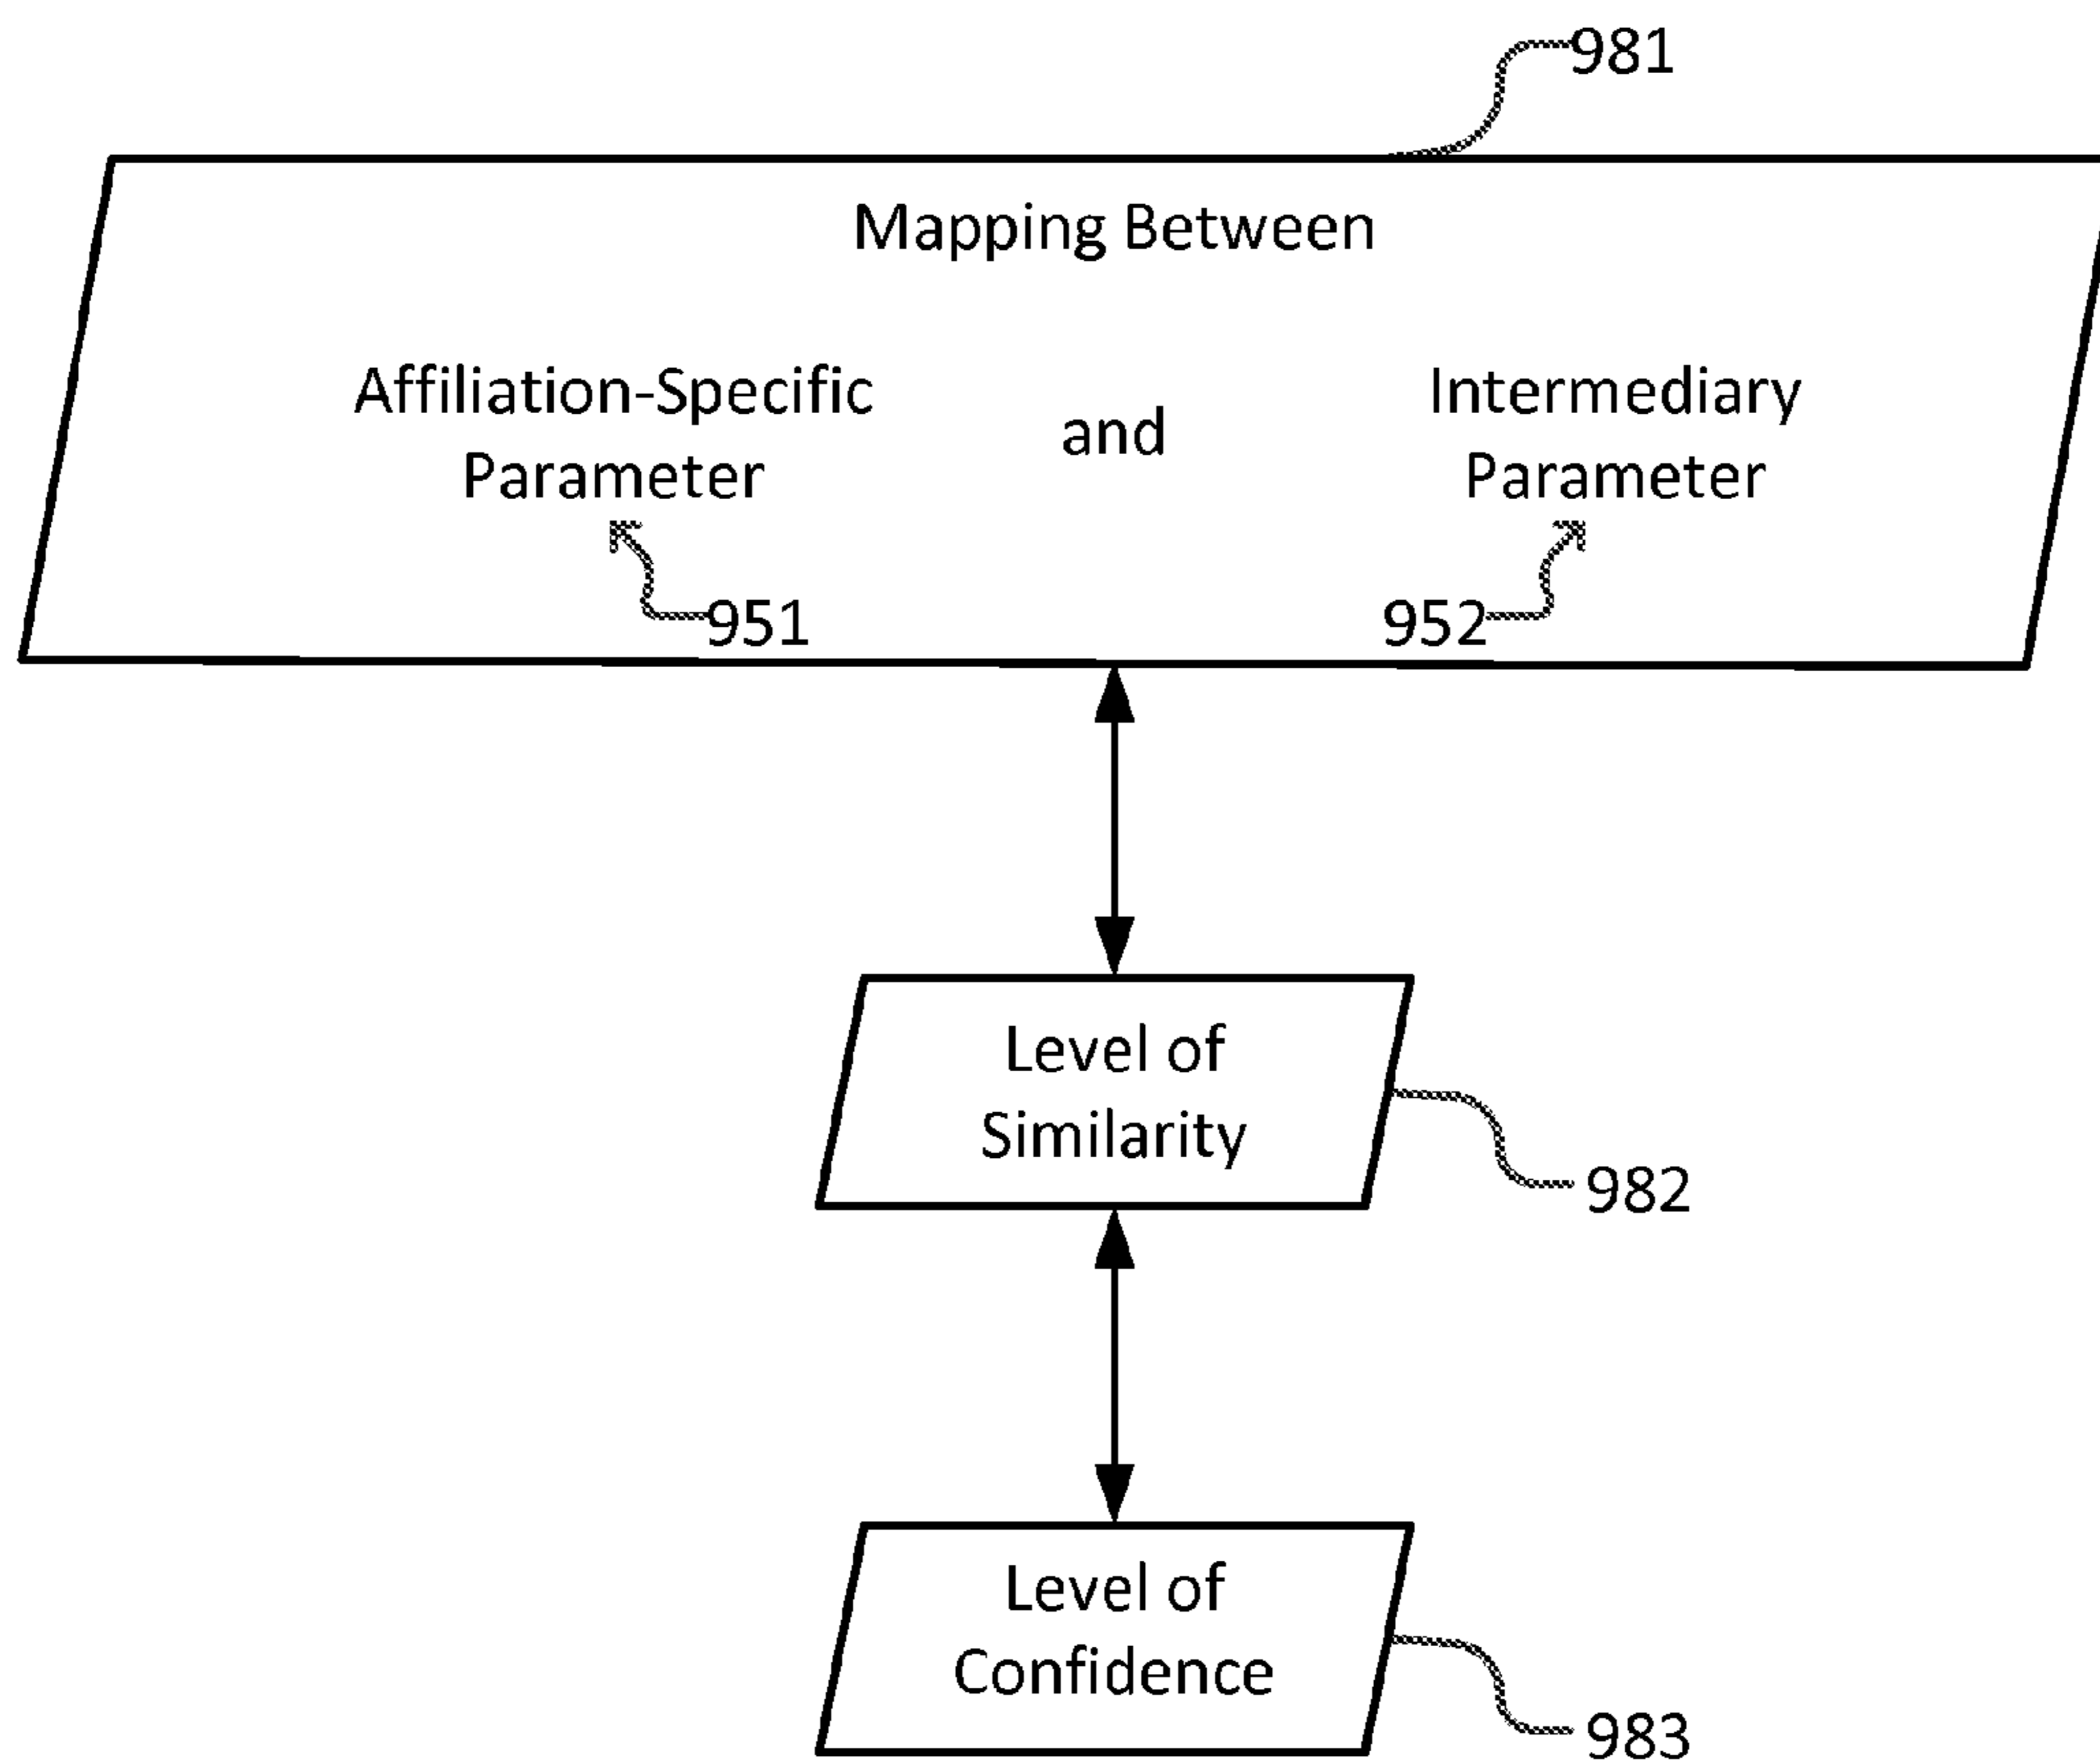 981
Mapping Between
Affiliation-Specific
Parameter
and
Intermediary
Parameter
951
952
Level of
Similarity
982
Level of
Confidence
983